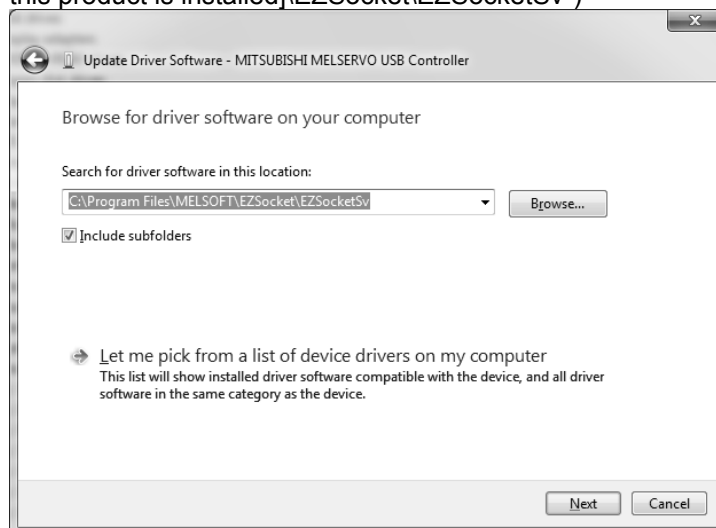 this product is installed]\EZSocket\EZSocketSv")
Update Driver Software - MITSUBISHI MELSERVO USB Controller
Browse for driver software on your computer
Search for driver software in this location:
C:\Program Files\MELSOFT\EZSocket\EZSocketSv
Browse...
Include subfolders
Let me pick from a list of device drivers on my computer
This list will show installed driver software compatible with the device, and all driver
software in the same category as the device.
Next Cancel